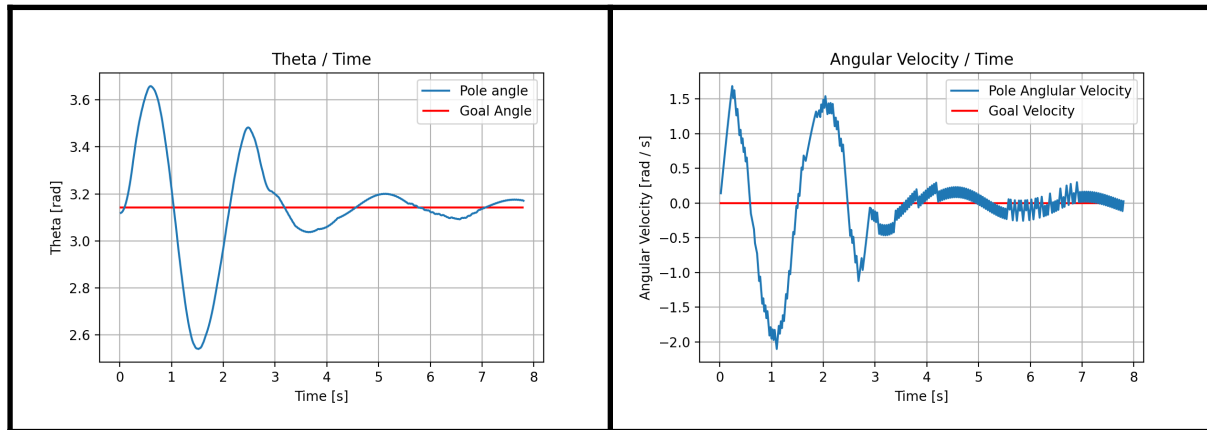 Theta / Time
Pole angle
Goal Angle
Theta [rad]
3.6
3.4
3.2
3.0
2.8
2.6
0 1 2 3 4 5 6 7 8
Time [s]
Angular Velocity / Time
Pole Anglular Velocity
Goal Velocity
Angular Velocity [rad / s]
1.5
1.0
0.5
0.0
−0.5
−1.0
−1.5
−2.0
0 1 2 3 4 5 6 7 8
Time [s]